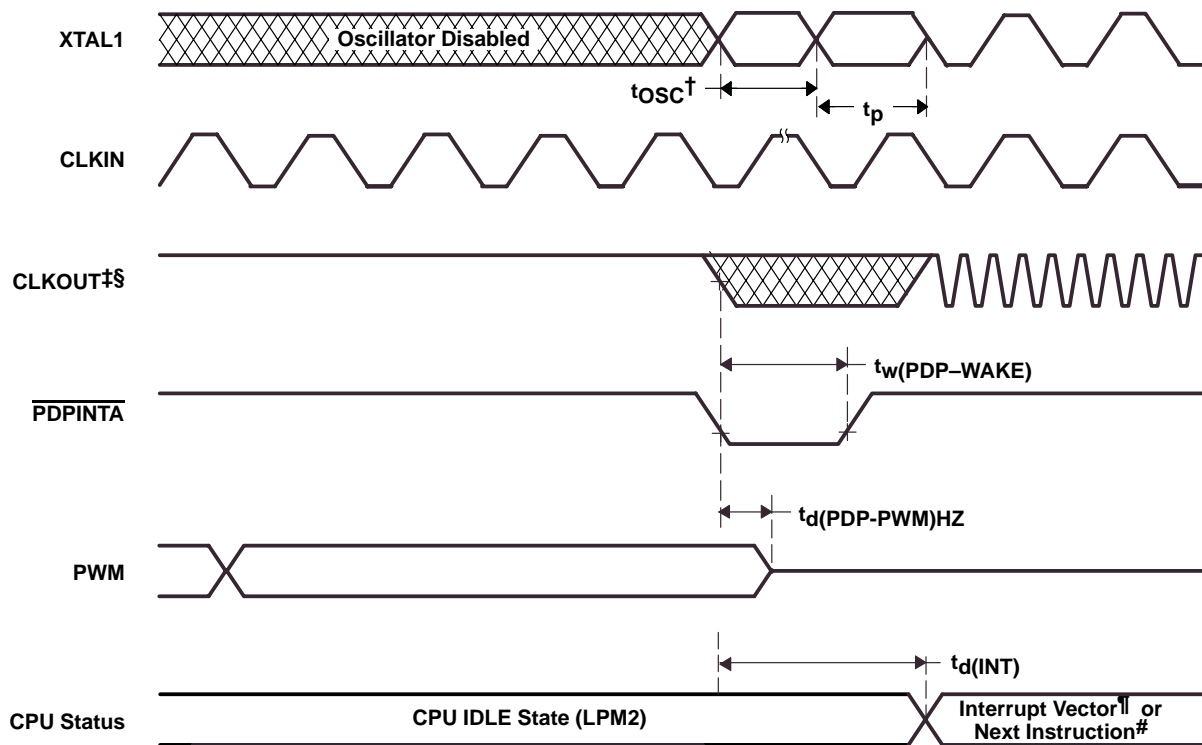 XTAL1
Oscillator Disabled
tOSC†
tp
CLKIN
CLKOUT‡§
tw(PDP–WAKE)
PDPINTA
td(PDP-PWM)HZ
PWM
td(INT)
CPU Status
CPU IDLE State (LPM2)
Interrupt Vector¶ or
Next Instruction#